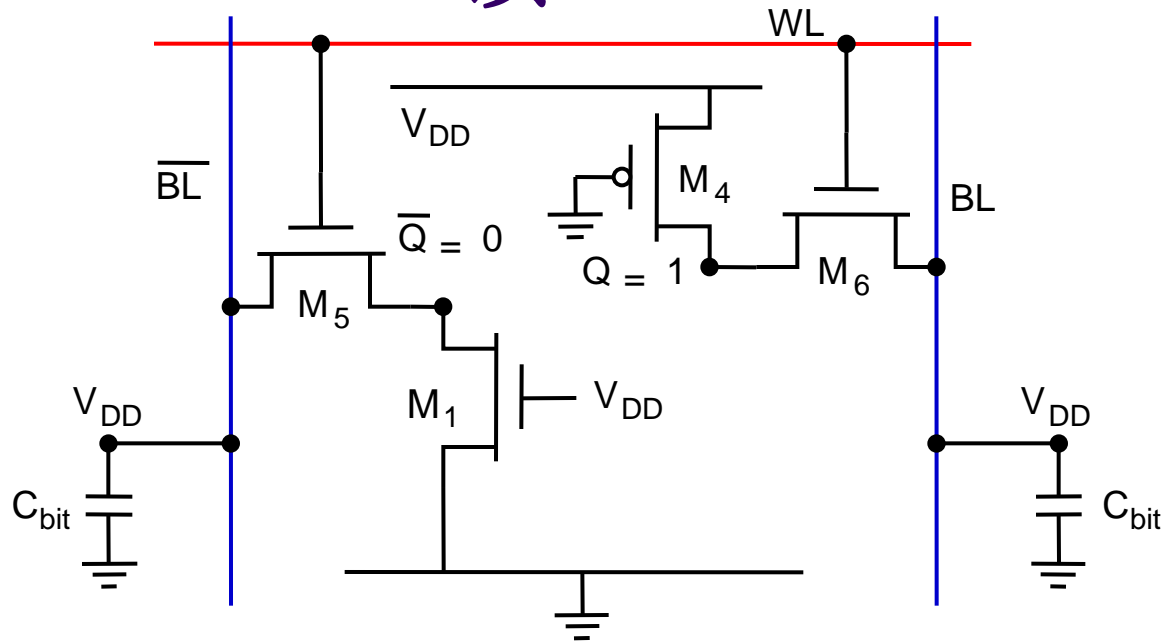 WL
V_DD
BL
M_4
BL
Q = 0
Q = 1
M_5
M_6
M_1
V_DD
V_DD
V_DD
C_bit
C_bit